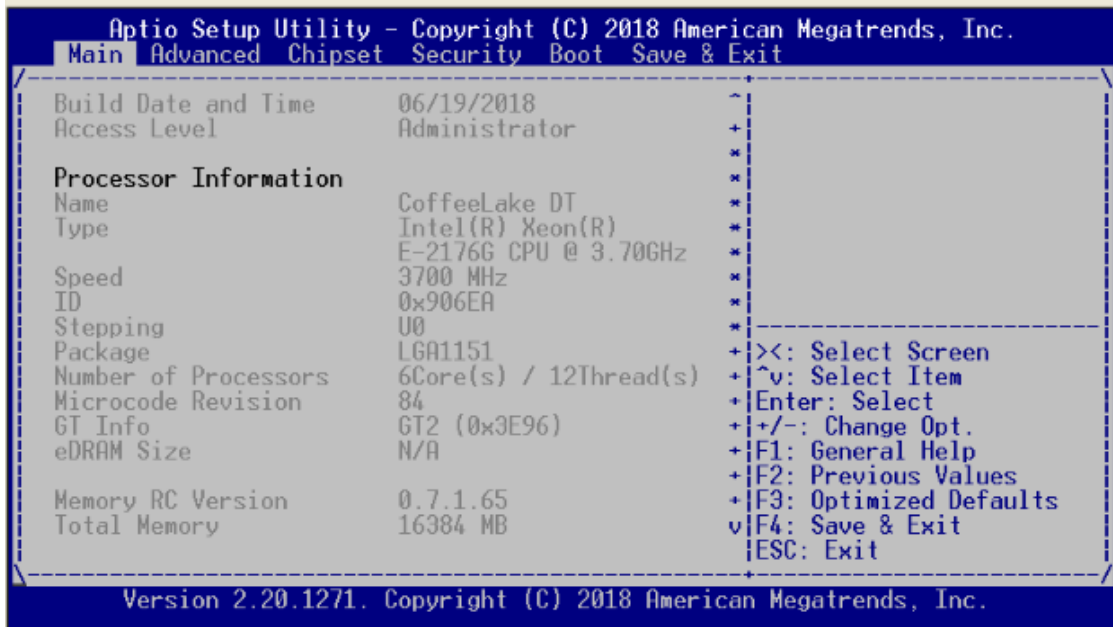 Aptio Setup Utility - Copyright (C) 2018 American Megatrends, Inc.
Main Advanced Chipset Security Boot Save & Exit
Build Date and Time 06/19/2018
Access Level Administrator
Processor Information
Name CoffeeLake DT
Type Intel(R) Xeon(R)
E-2176G CPU @ 3.70GHz
Speed 3700 MHz
ID 0x906EA
Stepping U0
Package LGA1151
Number of Processors 6Core(s) / 12Thread(s)
Microcode Revision 84
GT Info GT2 (0x3E96)
eDRAM Size N/A
Memory RC Version 0.7.1.65
Total Memory 16384 MB
><: Select Screen
^v: Select Item
Enter: Select
+/-: Change Opt.
F1: General Help
F2: Previous Values
F3: Optimized Defaults
F4: Save & Exit
ESC: Exit
Version 2.20.1271. Copyright (C) 2018 American Megatrends, Inc.